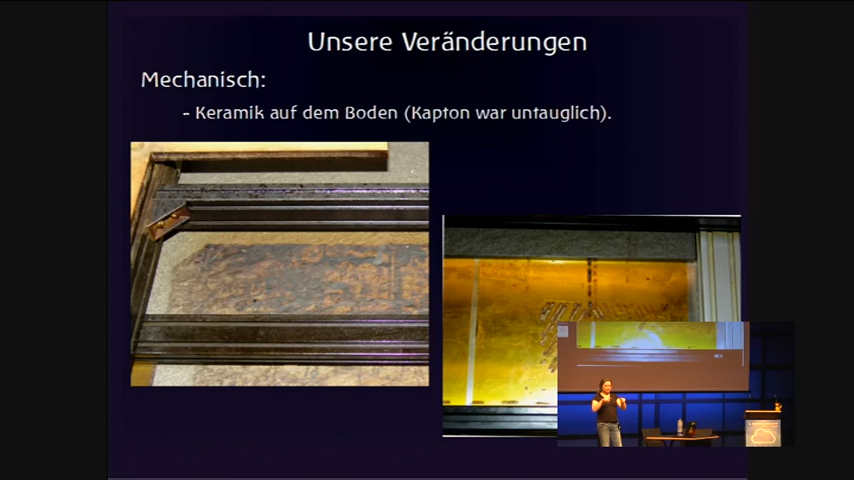 Unsere Veränderungen
Mechanisch:
- Keramik auf dem Boden (Kapton war untauglich).